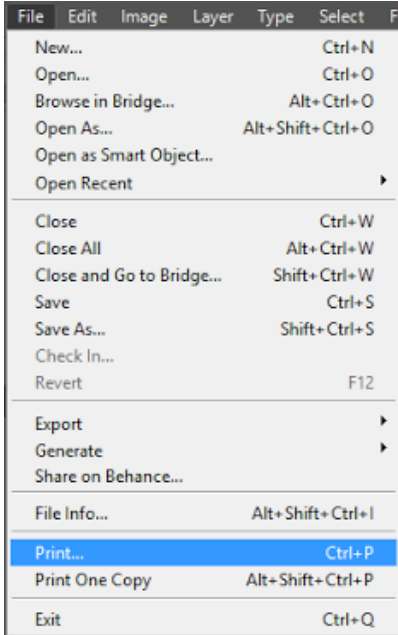 File Edit Image Layer Type Select F
New... Ctrl+N
Open... Ctrl+O
Browse in Bridge... Alt+Ctrl+O
Open As... Alt+Shift+Ctrl+O
Open as Smart Object...
Open Recent
Close Ctrl+W
Close All Alt+Ctrl+W
Close and Go to Bridge... Shift+Ctrl+W
Save Ctrl+S
Save As... Shift+Ctrl+S
Check In...
Revert F12
Export
Generate
Share on Behance...
File Info... Alt+Shift+Ctrl+I
Print... Ctrl+P
Print One Copy Alt+Shift+Ctrl+P
Exit Ctrl+Q